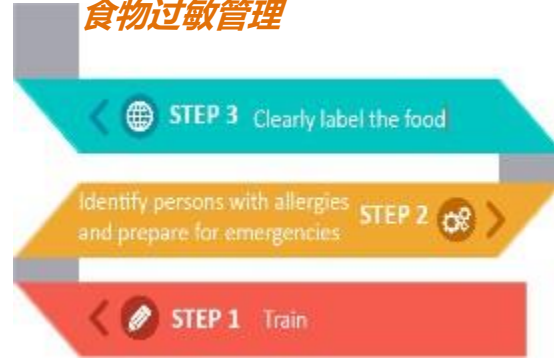 食物过敏管理
STEP 3 Clearly label the food
Identify persons with allergies
and prepare for emergencies
STEP 2
STEP 1 Train